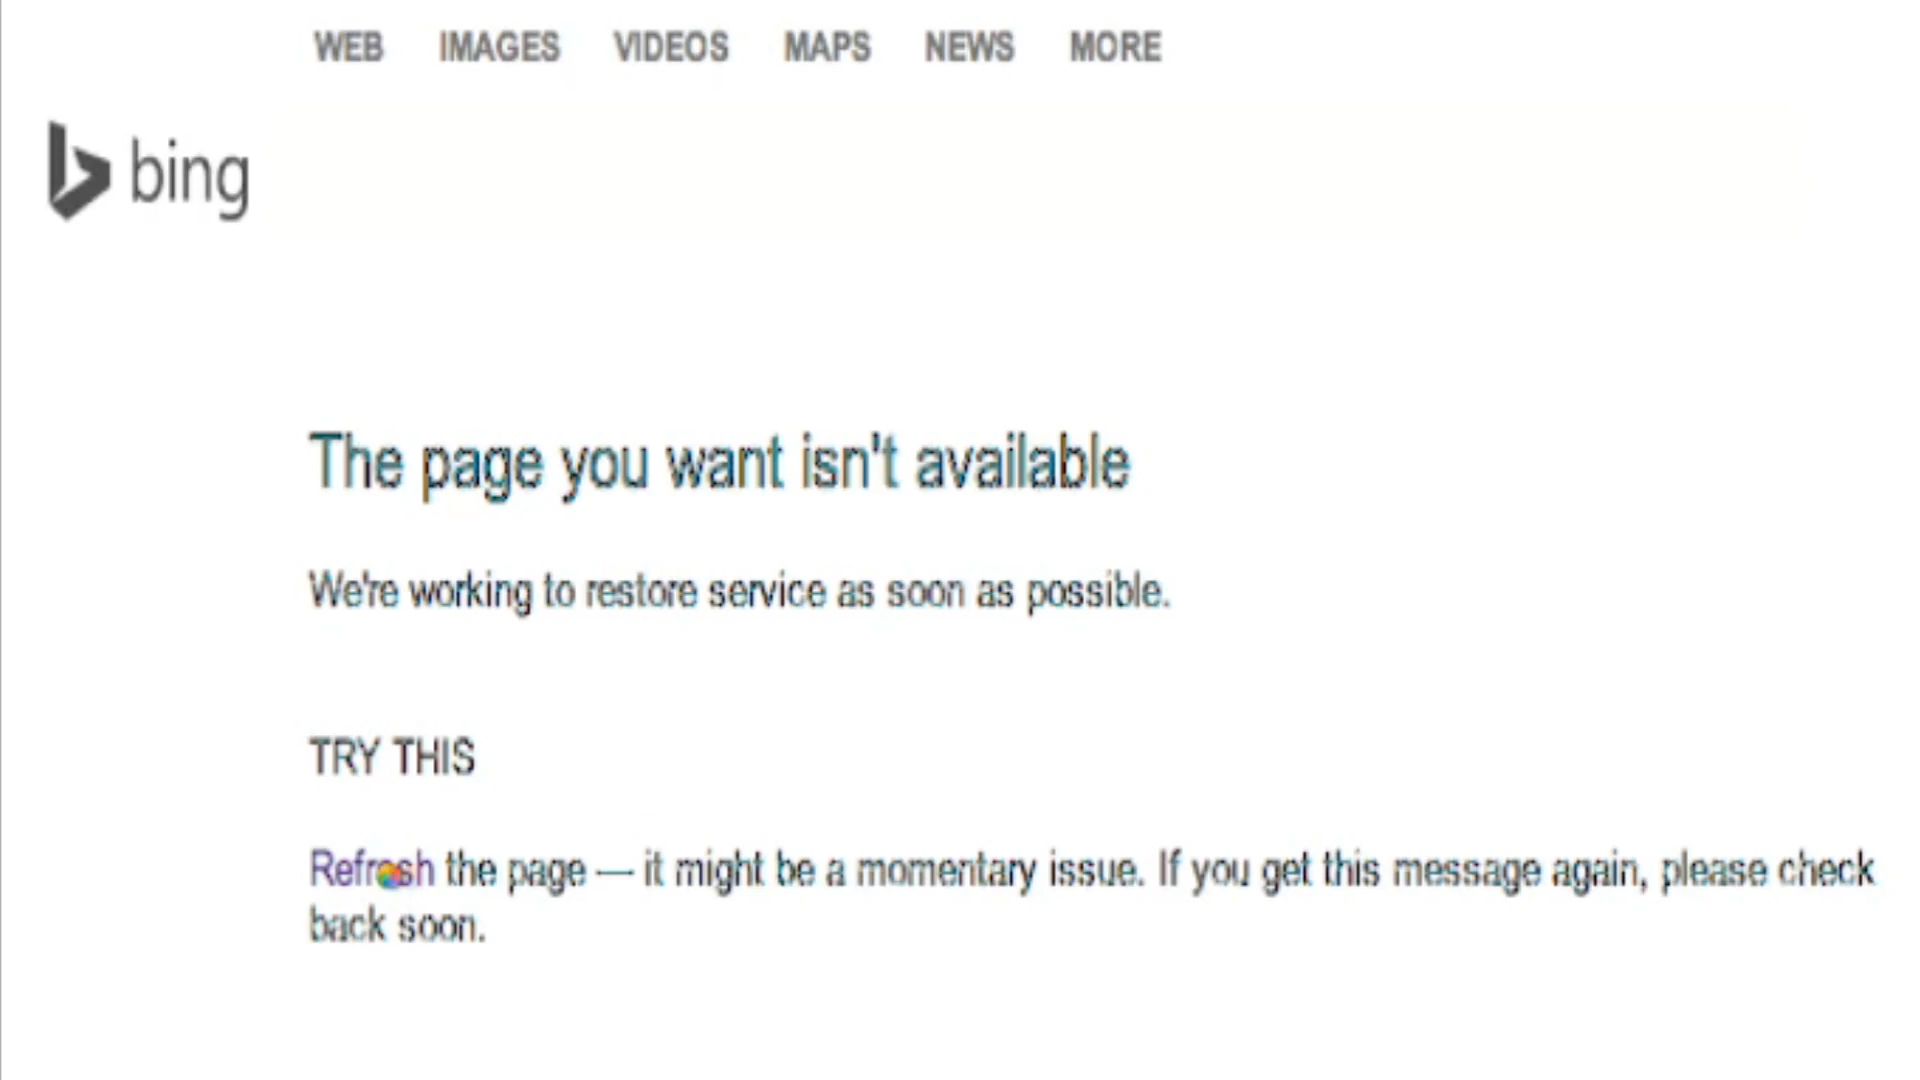 WEB IMAGES VIDEOS MAPS NEWS MORE
bing
The page you want isn't available
We're working to restore service as soon as possible.
TRY THIS
Refresh the page — it might be a momentary issue. If you get this message again, please check
back soon.